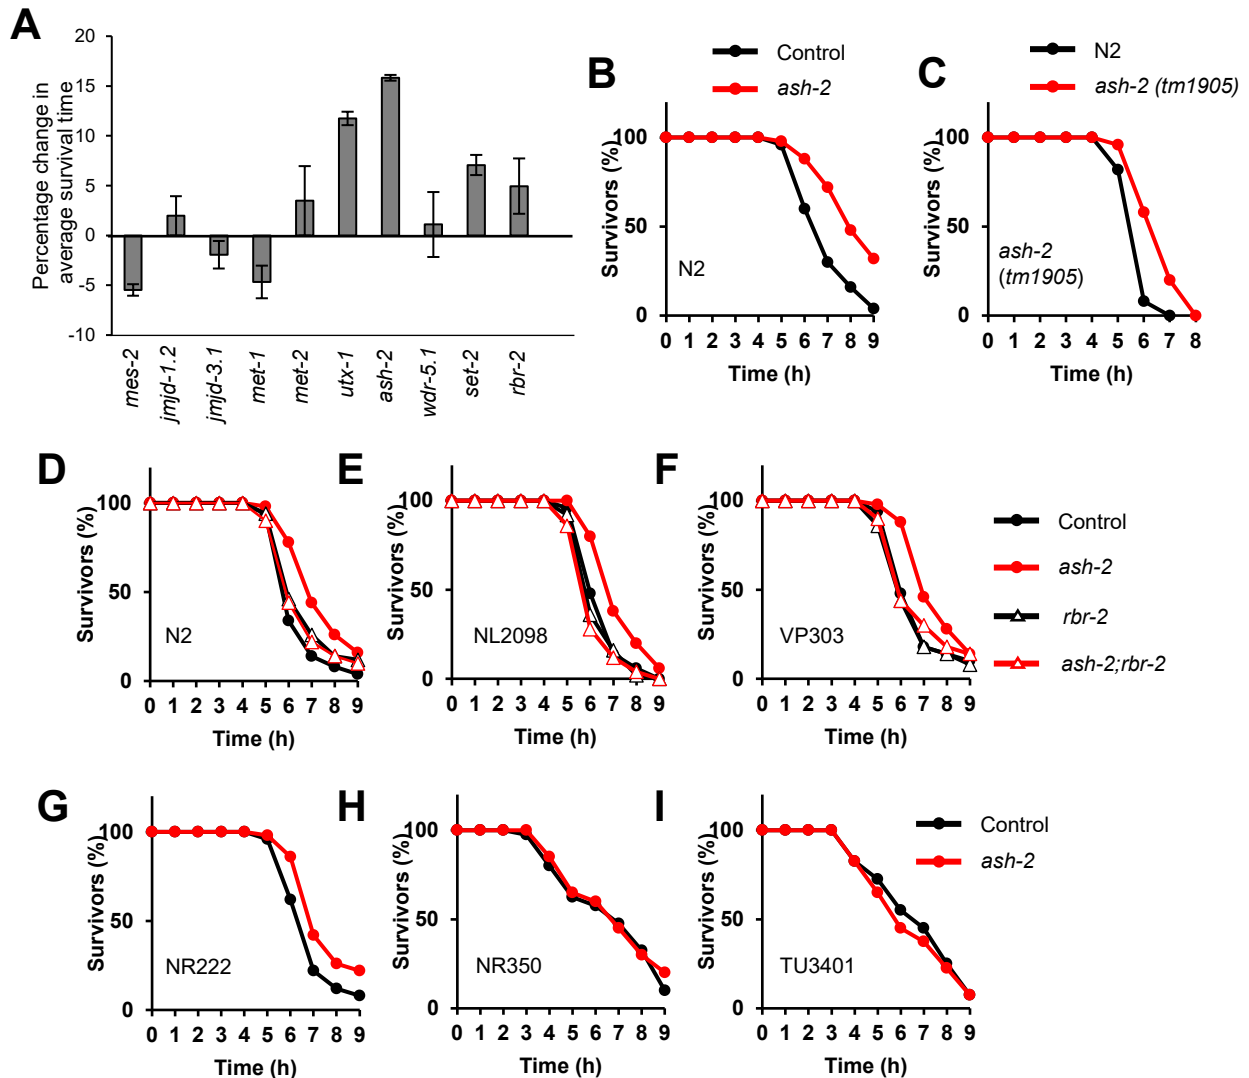 A
Percentage change in
average survival time
20
15
10
5
0
-5
-10
mes-2
jmjd-1.2
jmjd-3.1
met-1
met-2
utx-1
ash-2
wdr-5.1
set-2
rbr-2
B
Control
ash-2
Survivors (%)
100
50
0
N2
0 1 2 3 4 5 6 7 8 9
Time (h)
C
N2
ash-2 (tm1905)
Survivors (%)
100
50
0
ash-2
(tm1905)
0 1 2 3 4 5 6 7 8
Time (h)
D
Survivors (%)
100
50
0
N2
0 1 2 3 4 5 6 7 8 9
Time (h)
E
Survivors (%)
100
50
0
NL2098
0 1 2 3 4 5 6 7 8 9
Time (h)
F
Survivors (%)
100
50
0
VP303
0 1 2 3 4 5 6 7 8 9
Time (h)
Control
ash-2
rbr-2
ash-2;rbr-2
G
Survivors (%)
100
50
0
NR222
0 1 2 3 4 5 6 7 8 9
Time (h)
H
Survivors (%)
100
50
0
NR350
0 1 2 3 4 5 6 7 8 9
Time (h)
I
Survivors (%)
100
50
0
TU3401
0 1 2 3 4 5 6 7 8 9
Time (h)
Control
ash-2